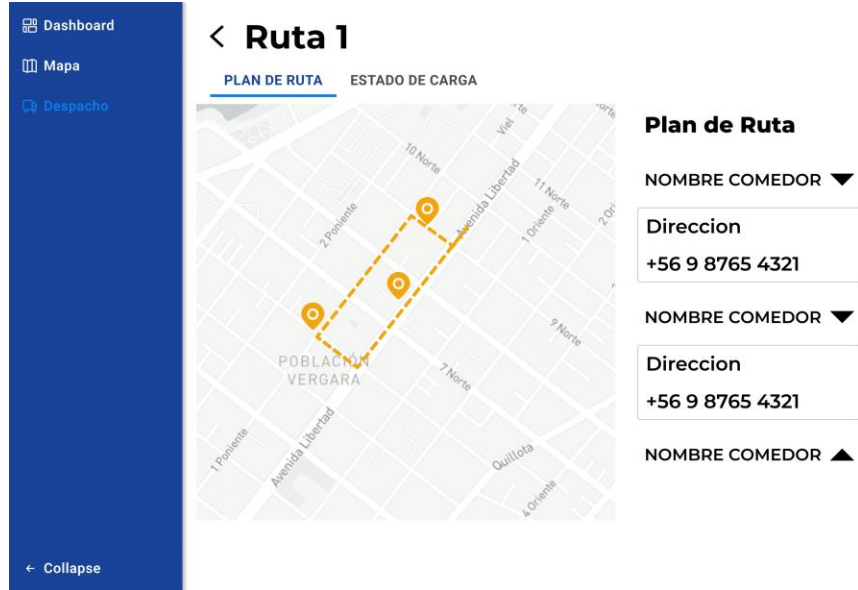 Dashboard
Mapa
Despacho
← Collapse
< Ruta 1
PLAN DE RUTA
ESTADO DE CARGA
Viel
10 Norte
11 Norte
2 Poniente
Avenida Libertad
1 Oriente
2 Ori
9 Norte
POBLACIÓN
VERGARA
7 Norte
1 Poniente
Avenida Libertad
Quillota
4 Oriente
Plan de Ruta
NOMBRE COMEDOR ▼
Direccion
+56 9 8765 4321
NOMBRE COMEDOR ▼
Direccion
+56 9 8765 4321
NOMBRE COMEDOR ▲